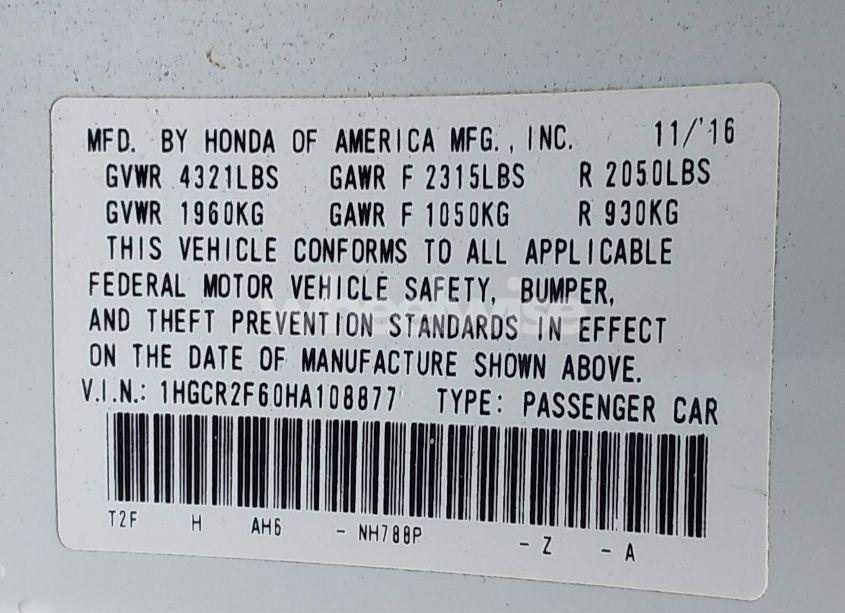 MFD. BY HONDA OF AMERICA MFG., INC. 11/'16
GVWR 4321LBS GAWR F 2315LBS R 2050LBS
GVWR 1960KG GAWR F 1050KG R 930KG
THIS VEHICLE CONFORMS TO ALL APPLICABLE
FEDERAL MOTOR VEHICLE SAFETY, BUMPER,
AND THEFT PREVENTION STANDARDS IN EFFECT
ON THE DATE OF MANUFACTURE SHOWN ABOVE.
V.I.N.: 1HGCR2F60HA108877 TYPE: PASSENGER CAR
T2F H AH6 - NH788P - Z - A